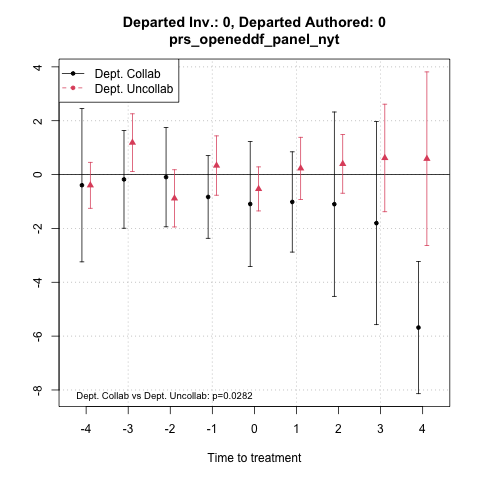 Departed Inv.: 0, Departed Authored: 0
prs_openeddf_panel_nyt
Dept. Collab
Dept. Uncollab
4
2
0
-2
-4
-6
-8
Dept. Collab vs Dept. Uncollab: p=0.0282
-4 -3 -2 -1 0 1 2 3 4
Time to treatment